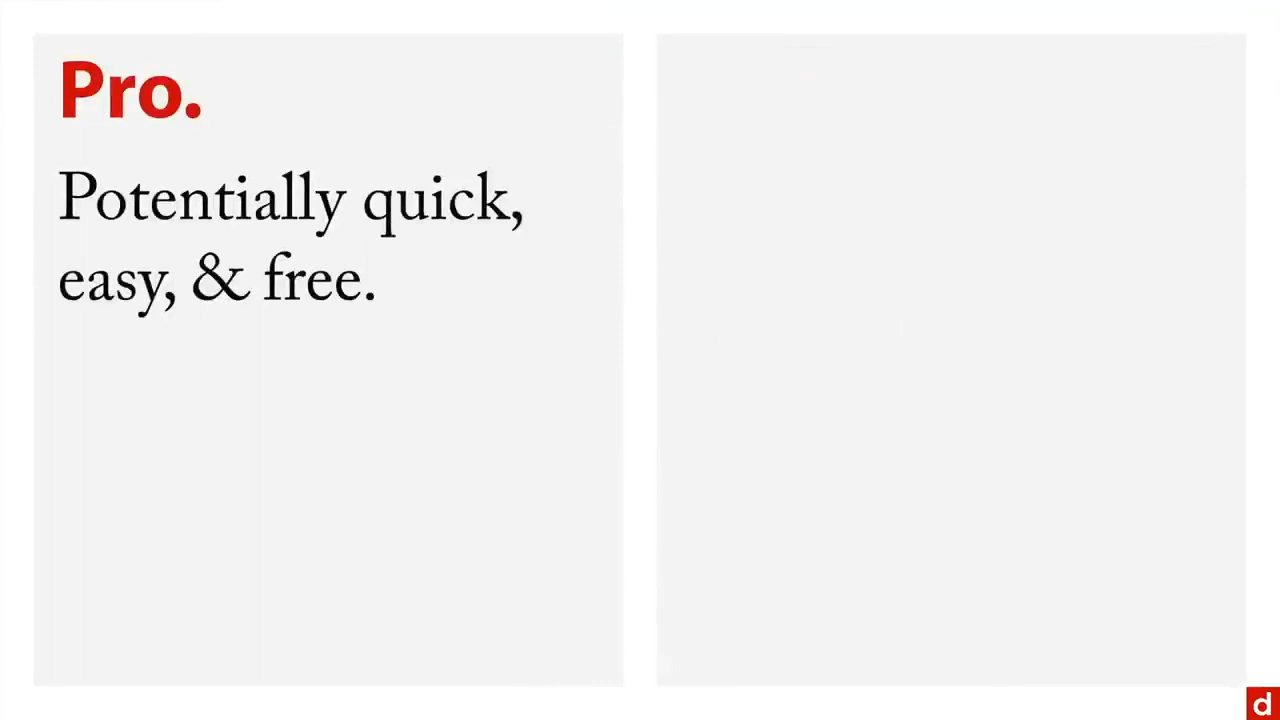 Pro.
Potentially quick,
easy, & free.
d